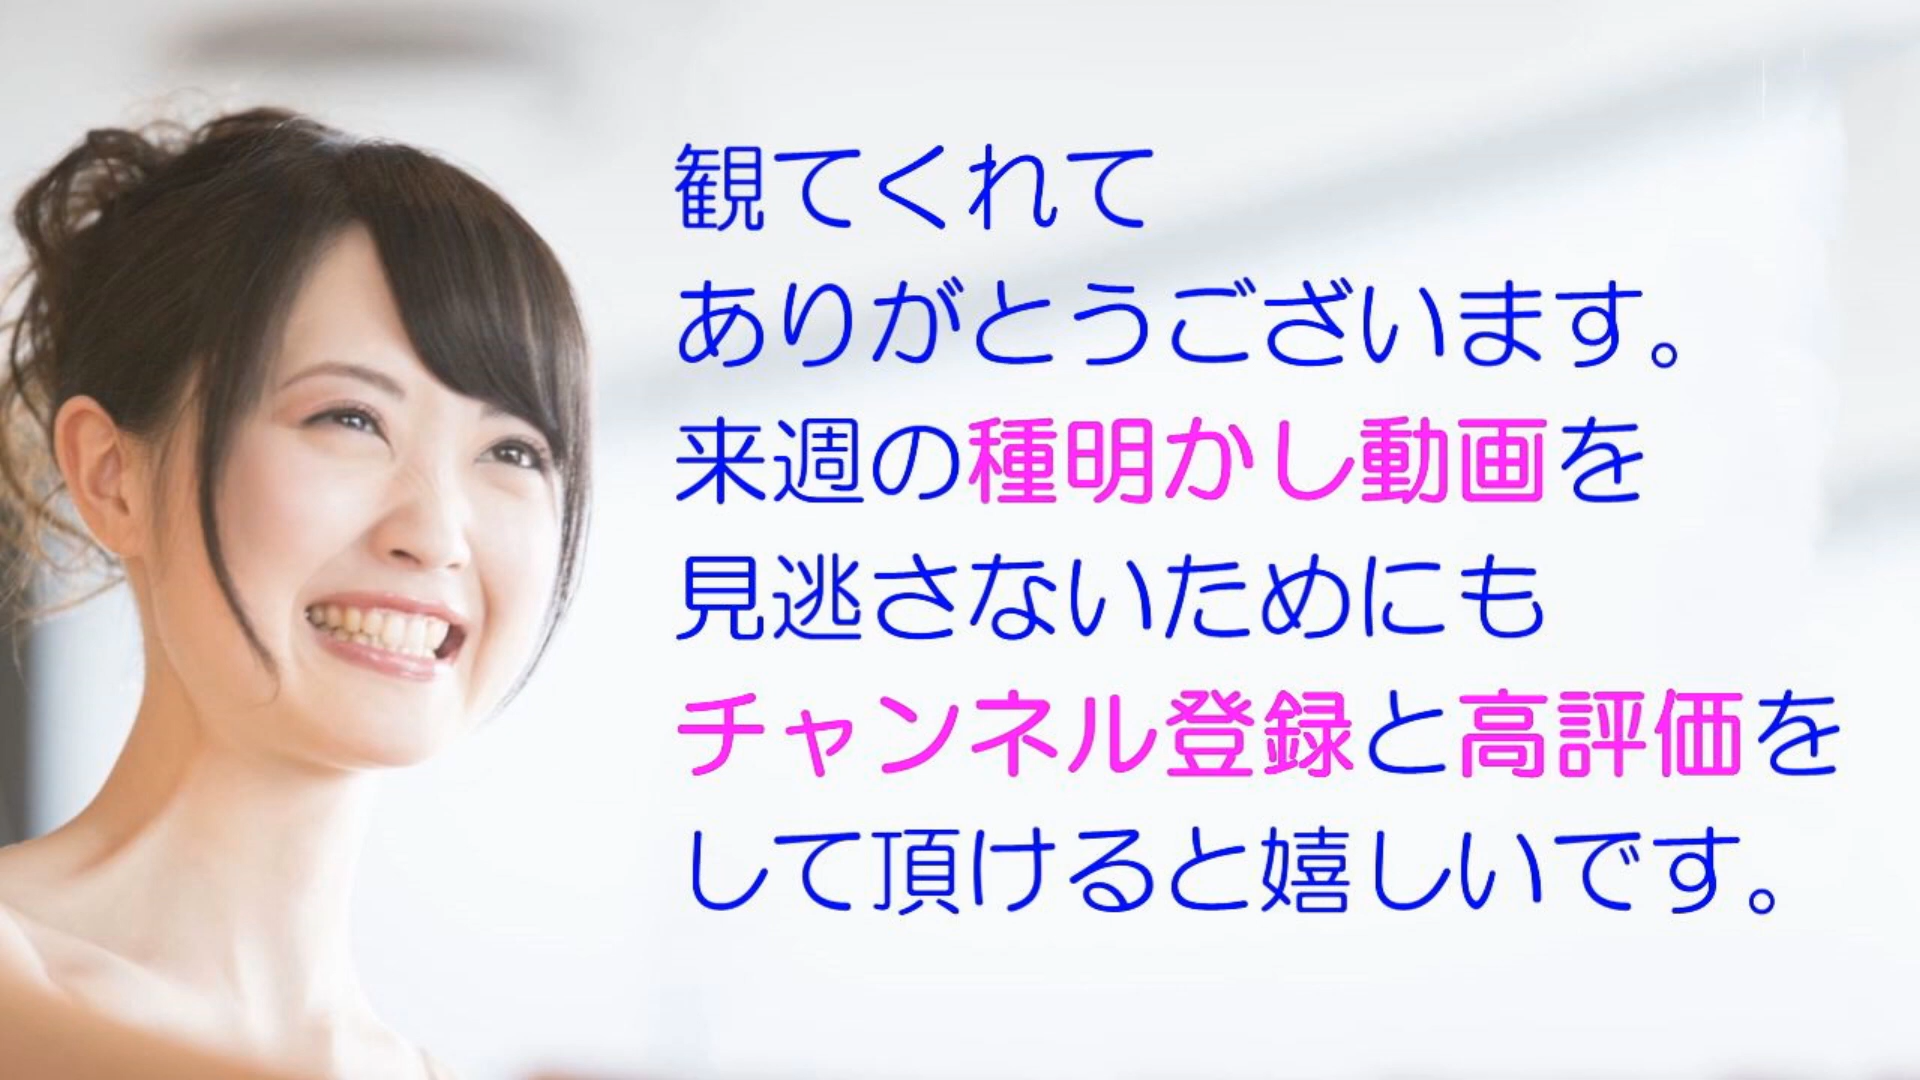 観てくれて
ありがとうございます。
来週の種明かし動画を
見逃さないためにも
チャンネル登録と高評価を
して頂けると嬉しいです。